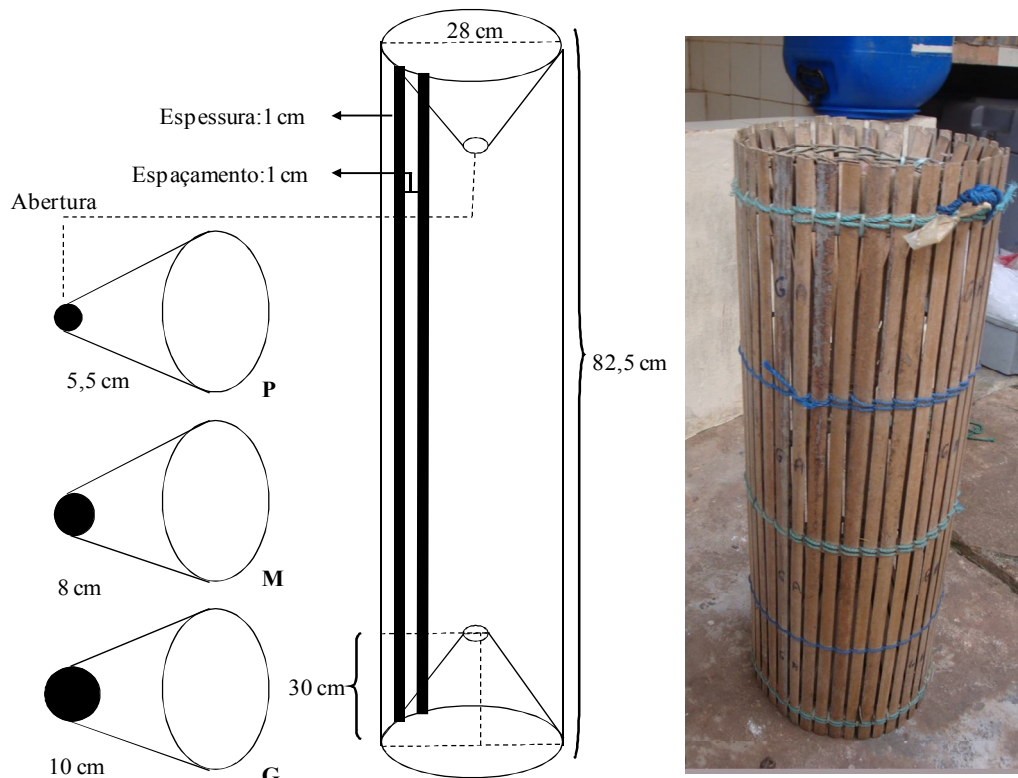 28 cm
Espessura:1 cm
Espaçamento:1 cm
Abertura
5,5 cm
P
82,5 cm
8 cm
M
30 cm
10 cm
G
G A
G A
G A